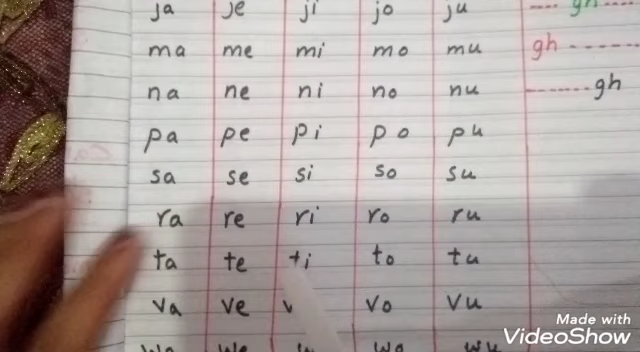 ja je ji jo ju ---- gh ----
ma me mi mo mu gh ------
na ne ni no nu ------gh
pa pe pi po pu
sa se si so su
ra re ri ro ru
ta te ti to tu
va ve vo vu
Made with
VideoShow